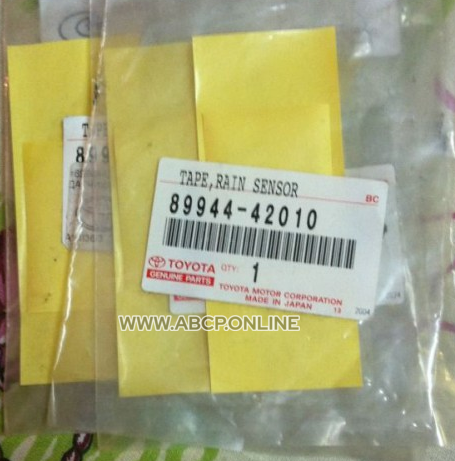 TAPE,RAIN SENSOR
BC
89944-42010
TOYOTA
GENUINE PARTS
QTY.
1
TOYOTA MOTOR CORPORATION
MADE IN JAPAN
13
2004
WWW.ABCP.ONLINE
TAPE